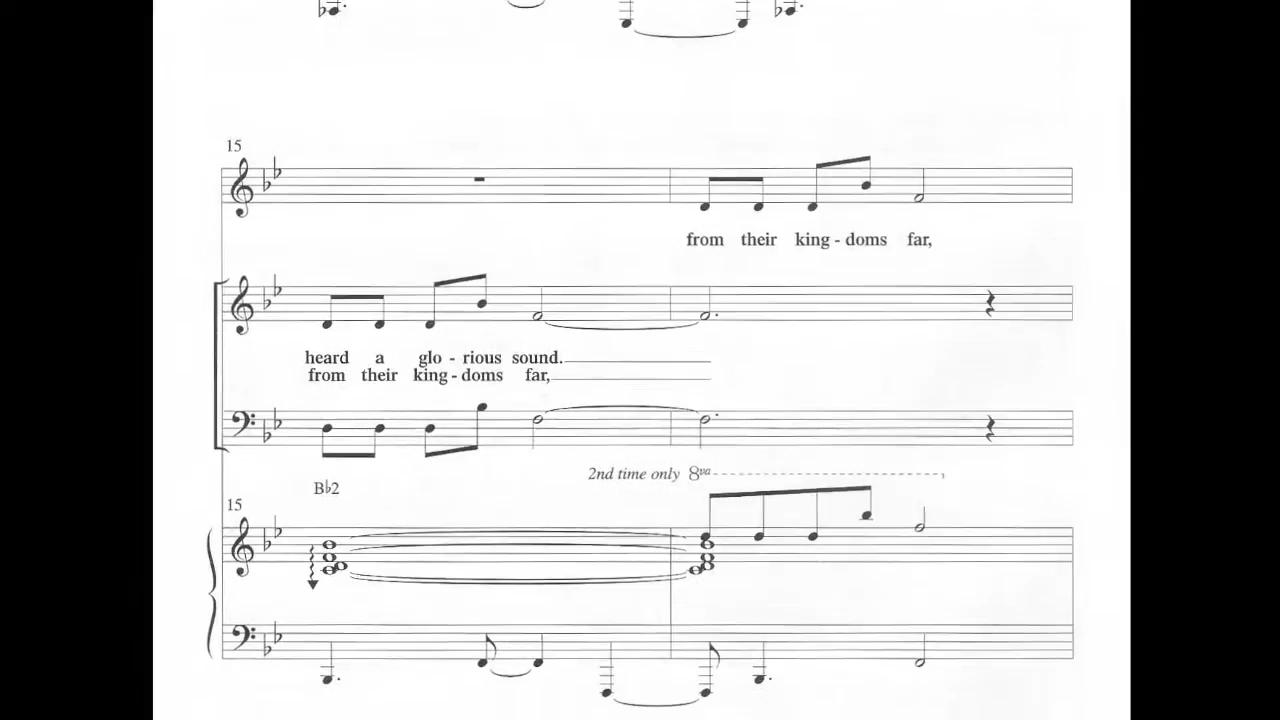 15
from their king - doms far,
heard a glo - rious sound.
from their king - doms far,
2nd time only 8va
B♭2
15